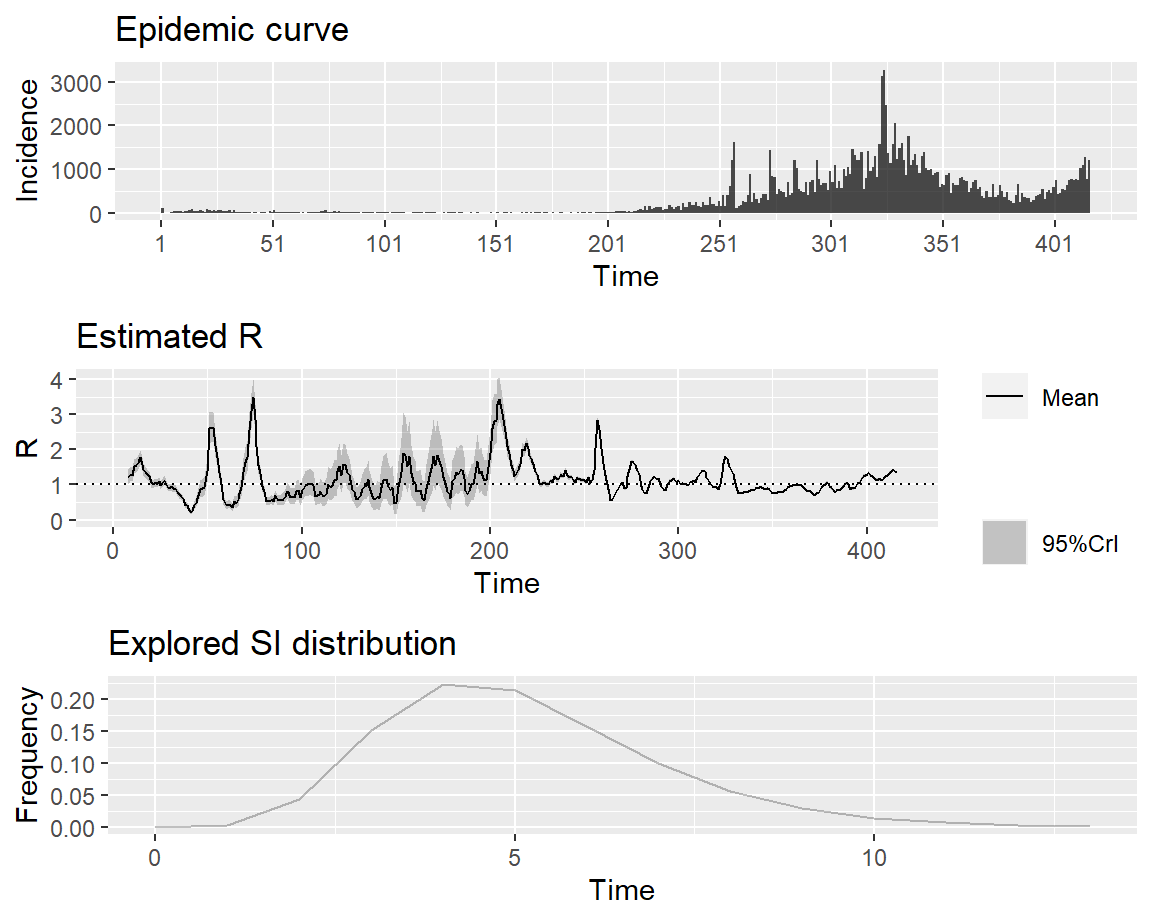 Epidemic curve
3000
2000
1000
0
Incidence
1 51 101 151 201 251 301 351 401
Time
Estimated R
4
3
2
1
0
R
0 100 200 300 400
Time
Mean
95%CrI
Explored SI distribution
0.20
0.15
0.10
0.05
0.00
Frequency
0 5 10
Time